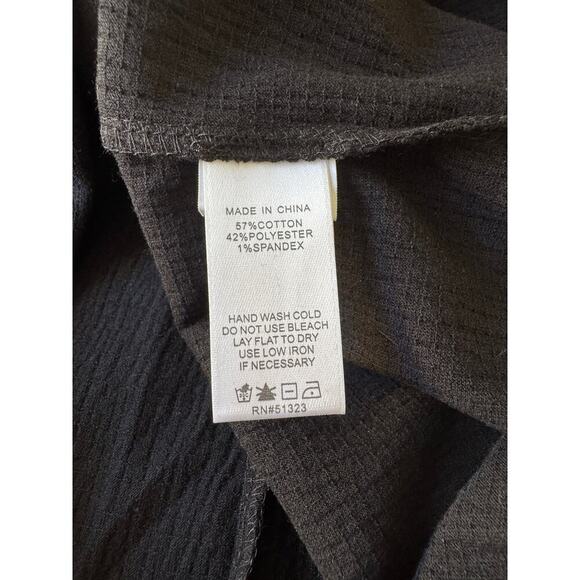 MADE IN CHINA
57%COTTON
42%POLYESTER
1%SPANDEX
HAND WASH COLD
DO NOT USE BLEACH
LAY FLAT TO DRY
USE LOW IRON
IF NECESSARY
RN#51323